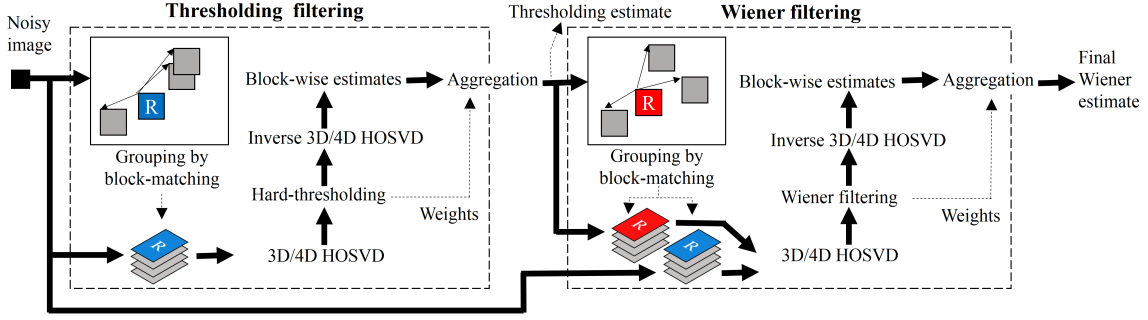 Thresholding filtering
Noisy
image
R
Grouping by
block-matching
R
3D/4D HOSVD
Hard-thresholding
Inverse 3D/4D HOSVD
Block-wise estimates
Aggregation
Weights
Thresholding estimate
Wiener filtering
R
Grouping by
block-matching
R
R
3D/4D HOSVD
Wiener filtering
Inverse 3D/4D HOSVD
Block-wise estimates
Aggregation
Weights
Final
Wiener
estimate